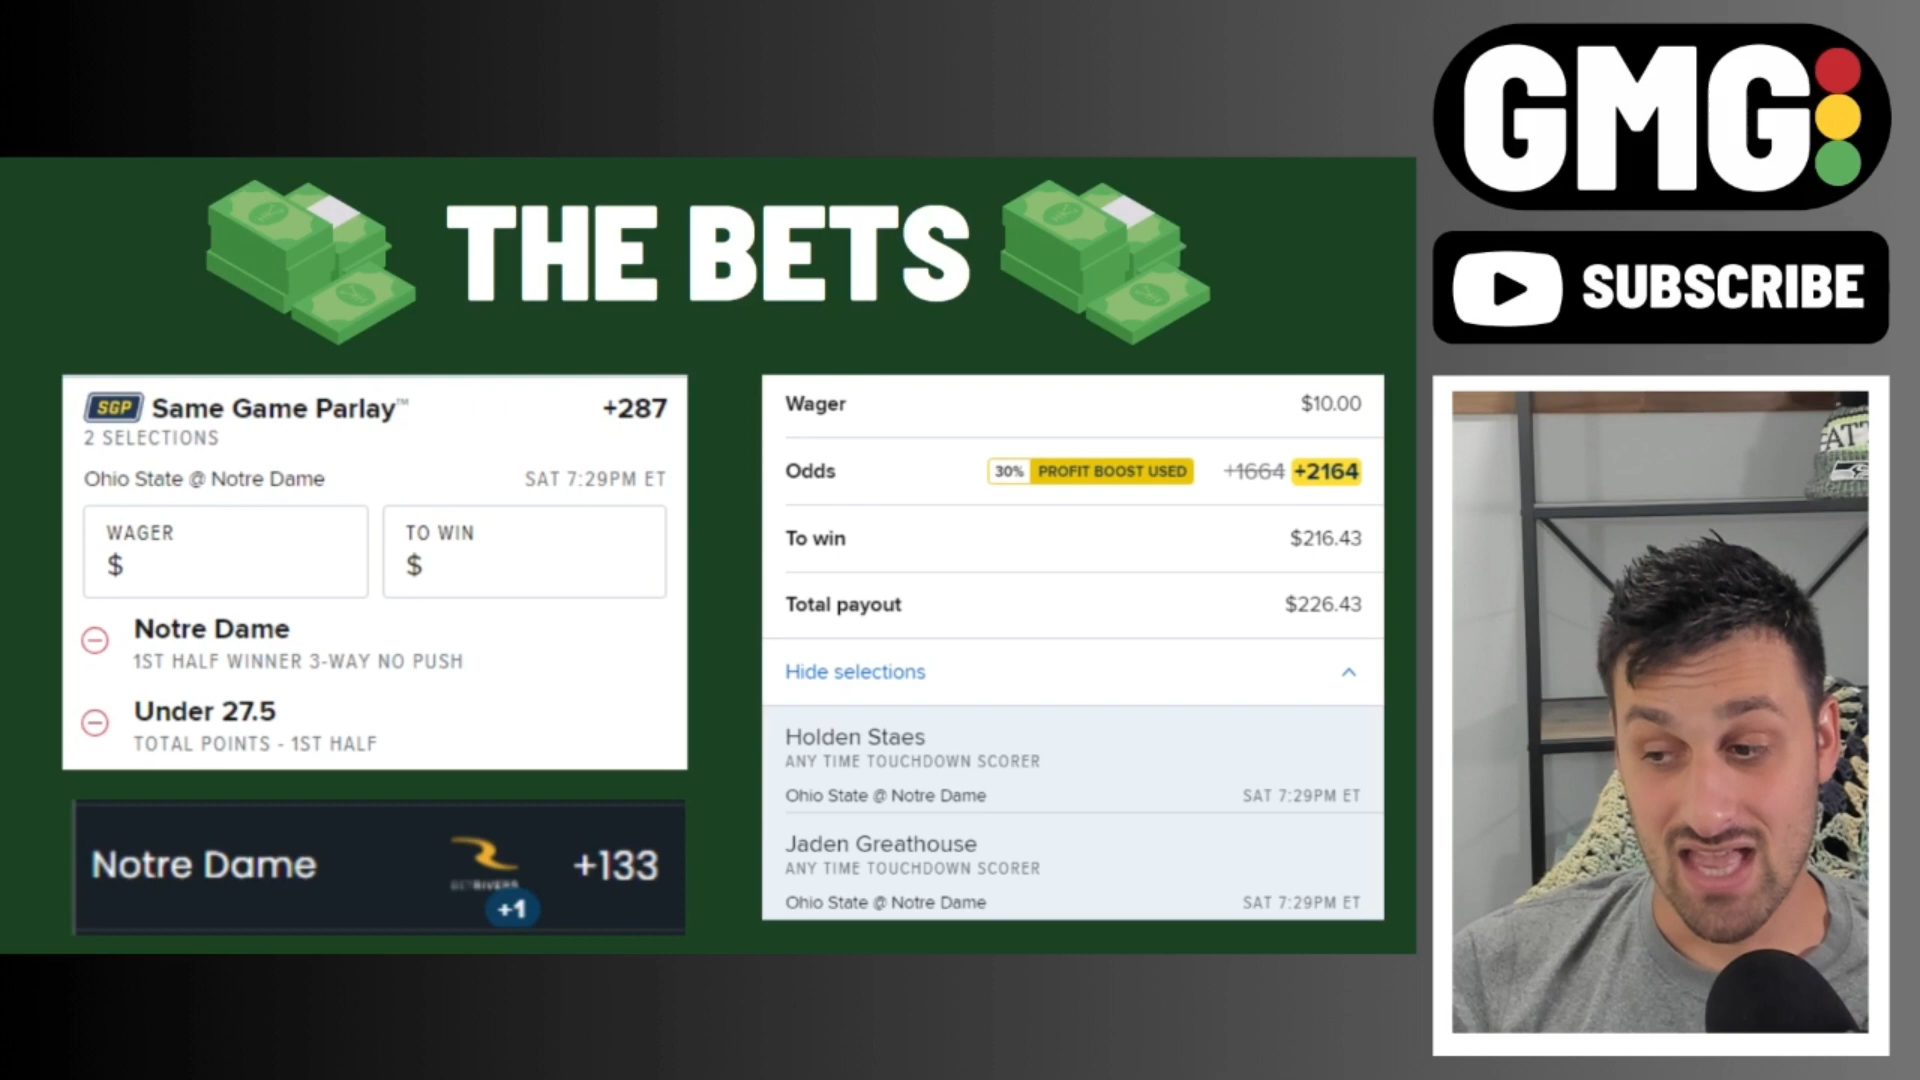 GMG
SUBSCRIBE
THE BETS
SGP Same Game Parlay™ +287
2 SELECTIONS
Ohio State @ Notre Dame SAT 7:29PM ET
WAGER TO WIN
$ $
Notre Dame
1ST HALF WINNER 3-WAY NO PUSH
Under 27.5
TOTAL POINTS - 1ST HALF
Notre Dame BETRIVERS +133
+1
Wager $10.00
Odds 30% PROFIT BOOST USED +1664 +2164
To win $216.43
Total payout $226.43
Hide selections
Holden Staes
ANY TIME TOUCHDOWN SCORER
Ohio State @ Notre Dame SAT 7:29PM ET
Jaden Greathouse
ANY TIME TOUCHDOWN SCORER
Ohio State @ Notre Dame SAT 7:29PM ET